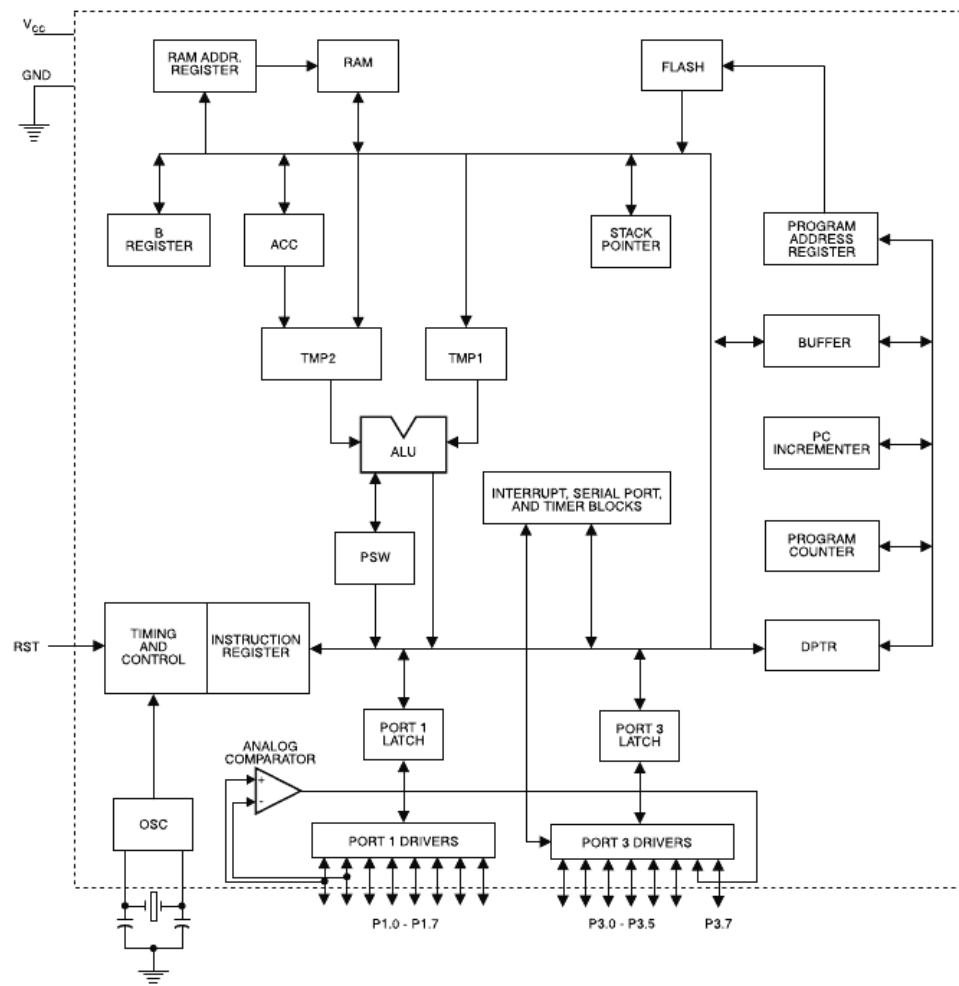 VCC
GND
RAM ADDR.
REGISTER
RAM
FLASH
B
REGISTER
ACC
STACK
POINTER
PROGRAM
ADDRESS
REGISTER
BUFFER
TMP2
TMP1
ALU
PC
INCREMENTER
INTERRUPT, SERIAL PORT,
AND TIMER BLOCKS
PSW
PROGRAM
COUNTER
RST
TIMING
AND
CONTROL
INSTRUCTION
REGISTER
DPTR
PORT 1
LATCH
PORT 3
LATCH
ANALOG
COMPARATOR
+
-
OSC
PORT 1 DRIVERS
PORT 3 DRIVERS
P1.0 - P1.7
P3.0 - P3.5
P3.7